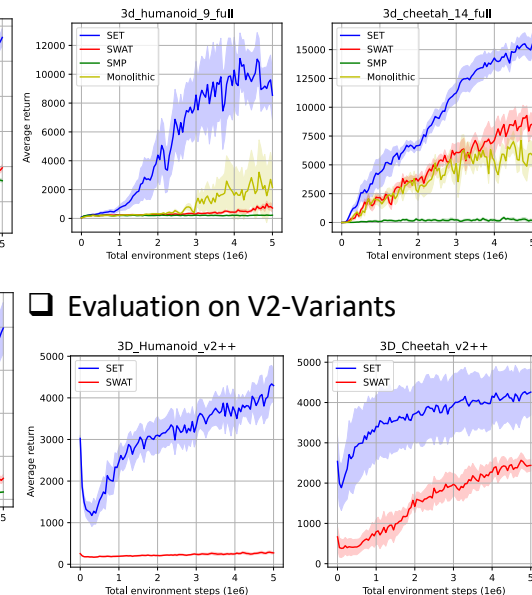 3d_humanoid_9_full
SET
SWAT
SMP
Monolithic
12000
10000
8000
6000
4000
2000
0
Average return
0 1 2 3 4 5
Total environment steps (1e6)
3d_cheetah_14_full
SET
SWAT
SMP
Monolithic
15000
12500
10000
7500
5000
2500
0
0 1 2 3 4 5
Total environment steps (1e6)
5
❑ Evaluation on V2-Variants
3D_Humanoid_v2++
SET
SWAT
5000
4000
3000
2000
1000
0
Average return
0 1 2 3 4 5
Total environment steps (1e6)
3D_Cheetah_v2++
SET
SWAT
5000
4000
3000
2000
1000
0
0 1 2 3 4 5
Total environment steps (1e6)
5